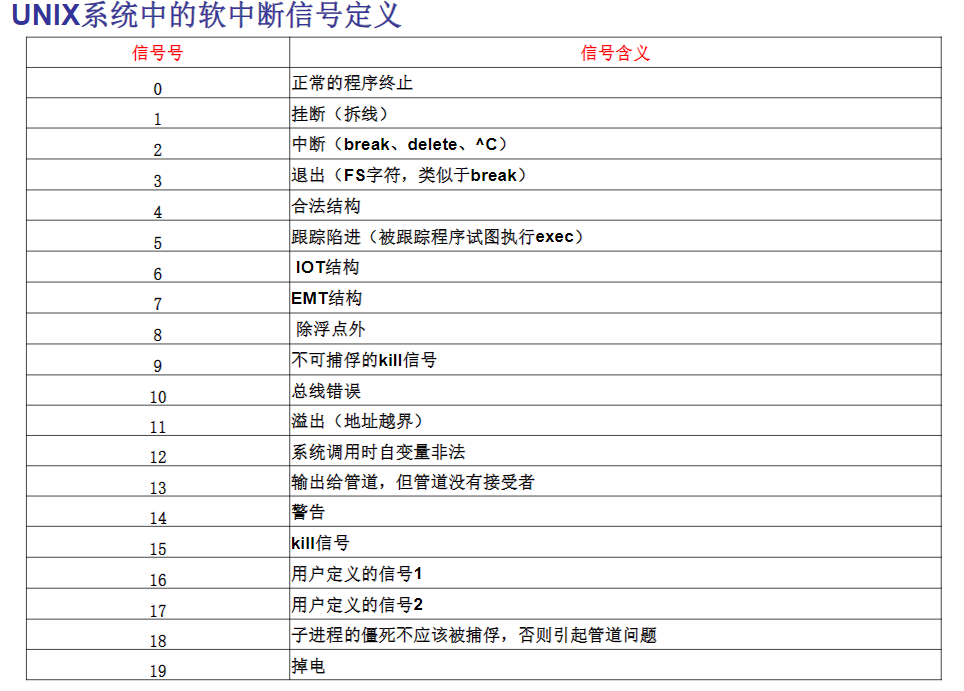 UNIX系统中的软中断信号定义
信号号 信号含义
0 正常的程序终止
1 挂断（拆线）
2 中断（break、delete、^C）
3 退出（FS字符，类似于break）
4 合法结构
5 跟踪陷进（被跟踪程序试图执行exec）
6 IOT结构
7 EMT结构
8 除浮点外
9 不可捕俘的kill信号
10 总线错误
11 溢出（地址越界）
12 系统调用时自变量非法
13 输出给管道，但管道没有接受者
14 警告
15 kill信号
16 用户定义的信号1
17 用户定义的信号2
18 子进程的僵死不应该被捕俘，否则引起管道问题
19 掉电